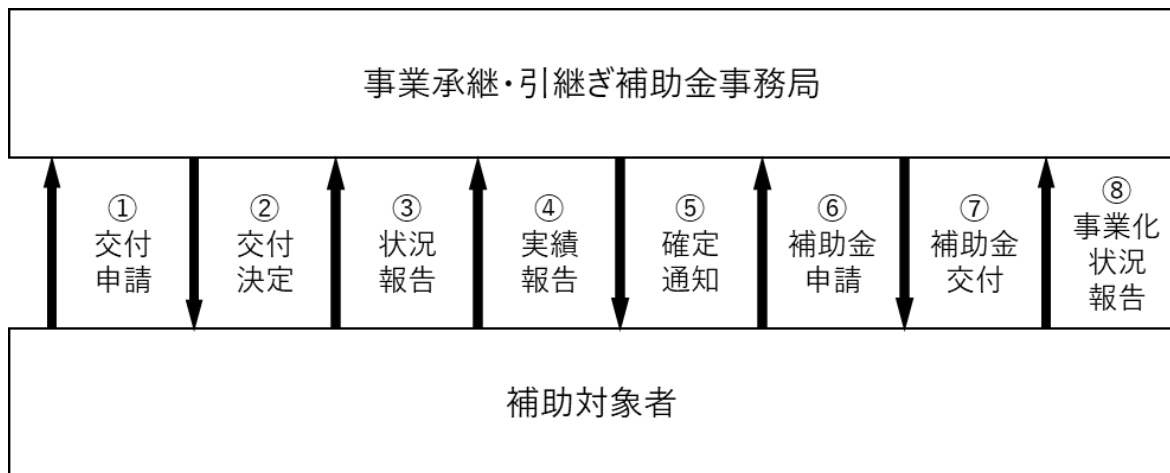 事業承継・引継ぎ補助金事務局
①
交付
申請
②
交付
決定
③
状況
報告
④
実績
報告
⑤
確定
通知
⑥
補助金
申請
⑦
補助金
交付
⑧
事業化
状況
報告
補助対象者